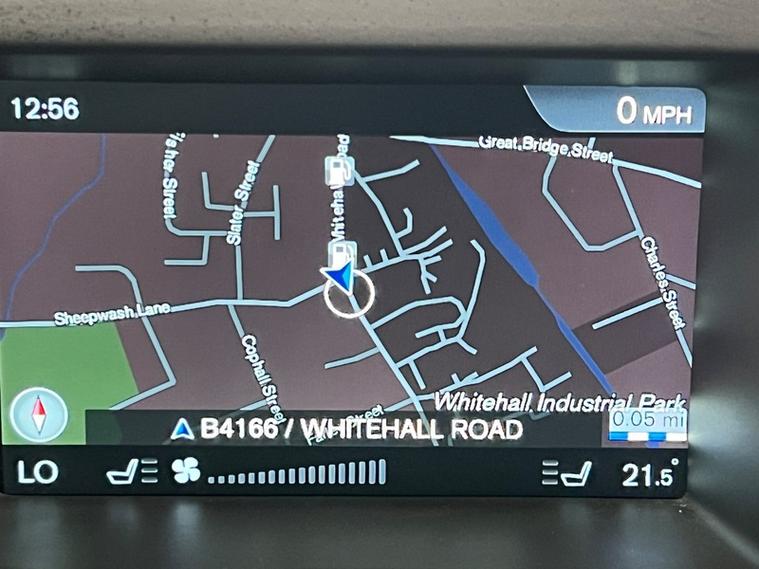 12:56
0 MPH
Great Bridge Street
Slater Street
Charles Street
Sheepwash Lane
Cophall Street
Whitehall Industrial Park
0.05 mi
B4166 / WHITEHALL ROAD
LO
21.5°